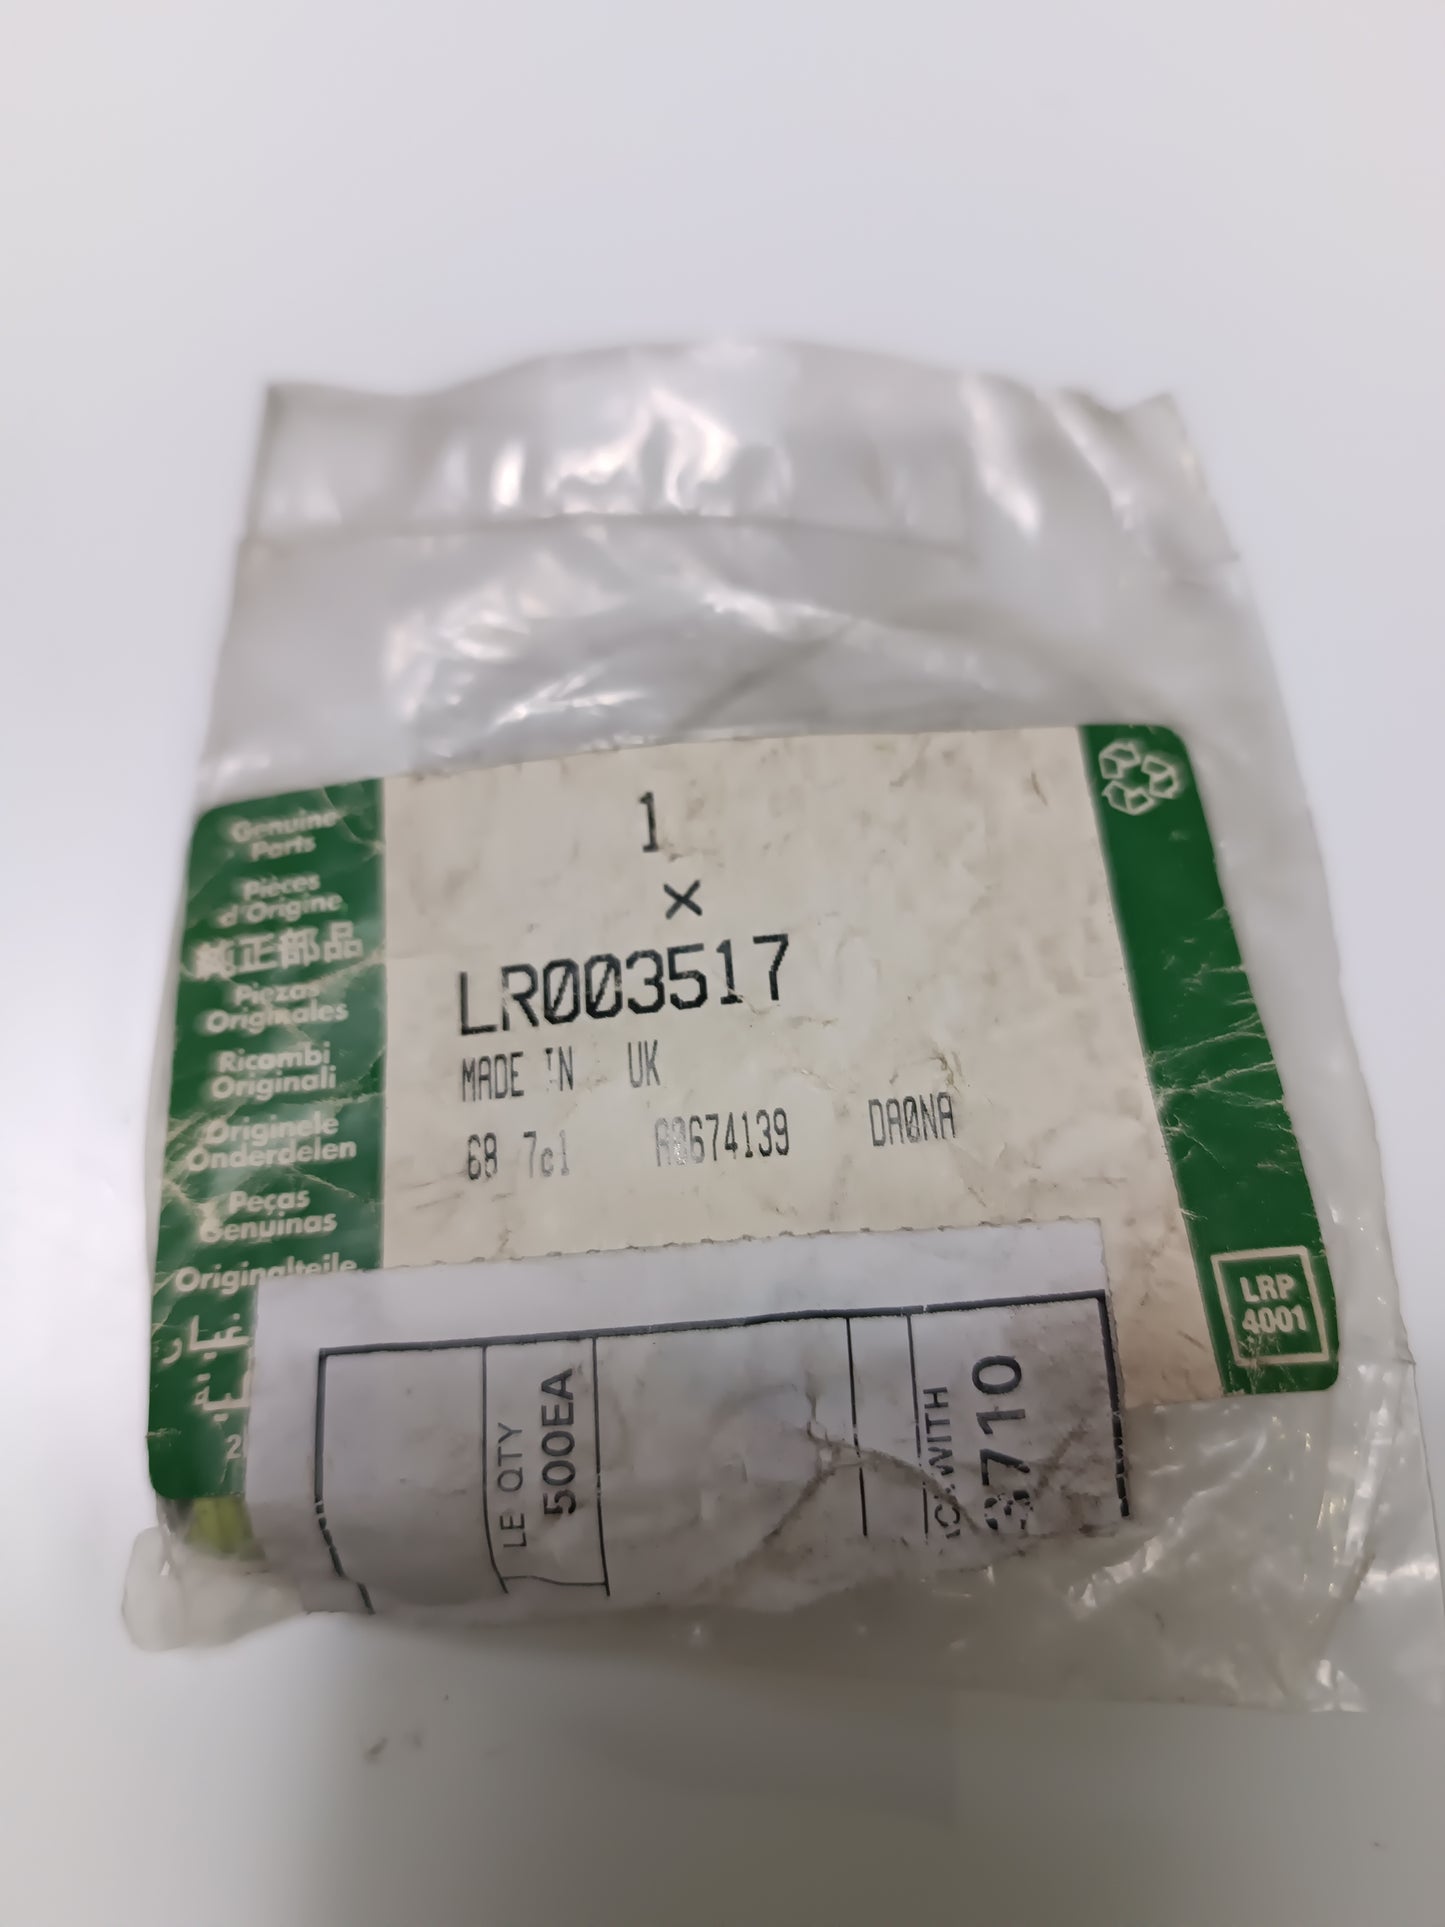 Genuine
Parts
Pièces
d'Origine
純正部品
Piezas
Originales
Ricambi
Originali
Originele
Onderdelen
Peças
Genuinas
Originalteile
1
×
LR003517
MADE IN UK
68 7c1 A0674139 DA0NA
LRP
4001
LE QTY
500EA
WITH
3710